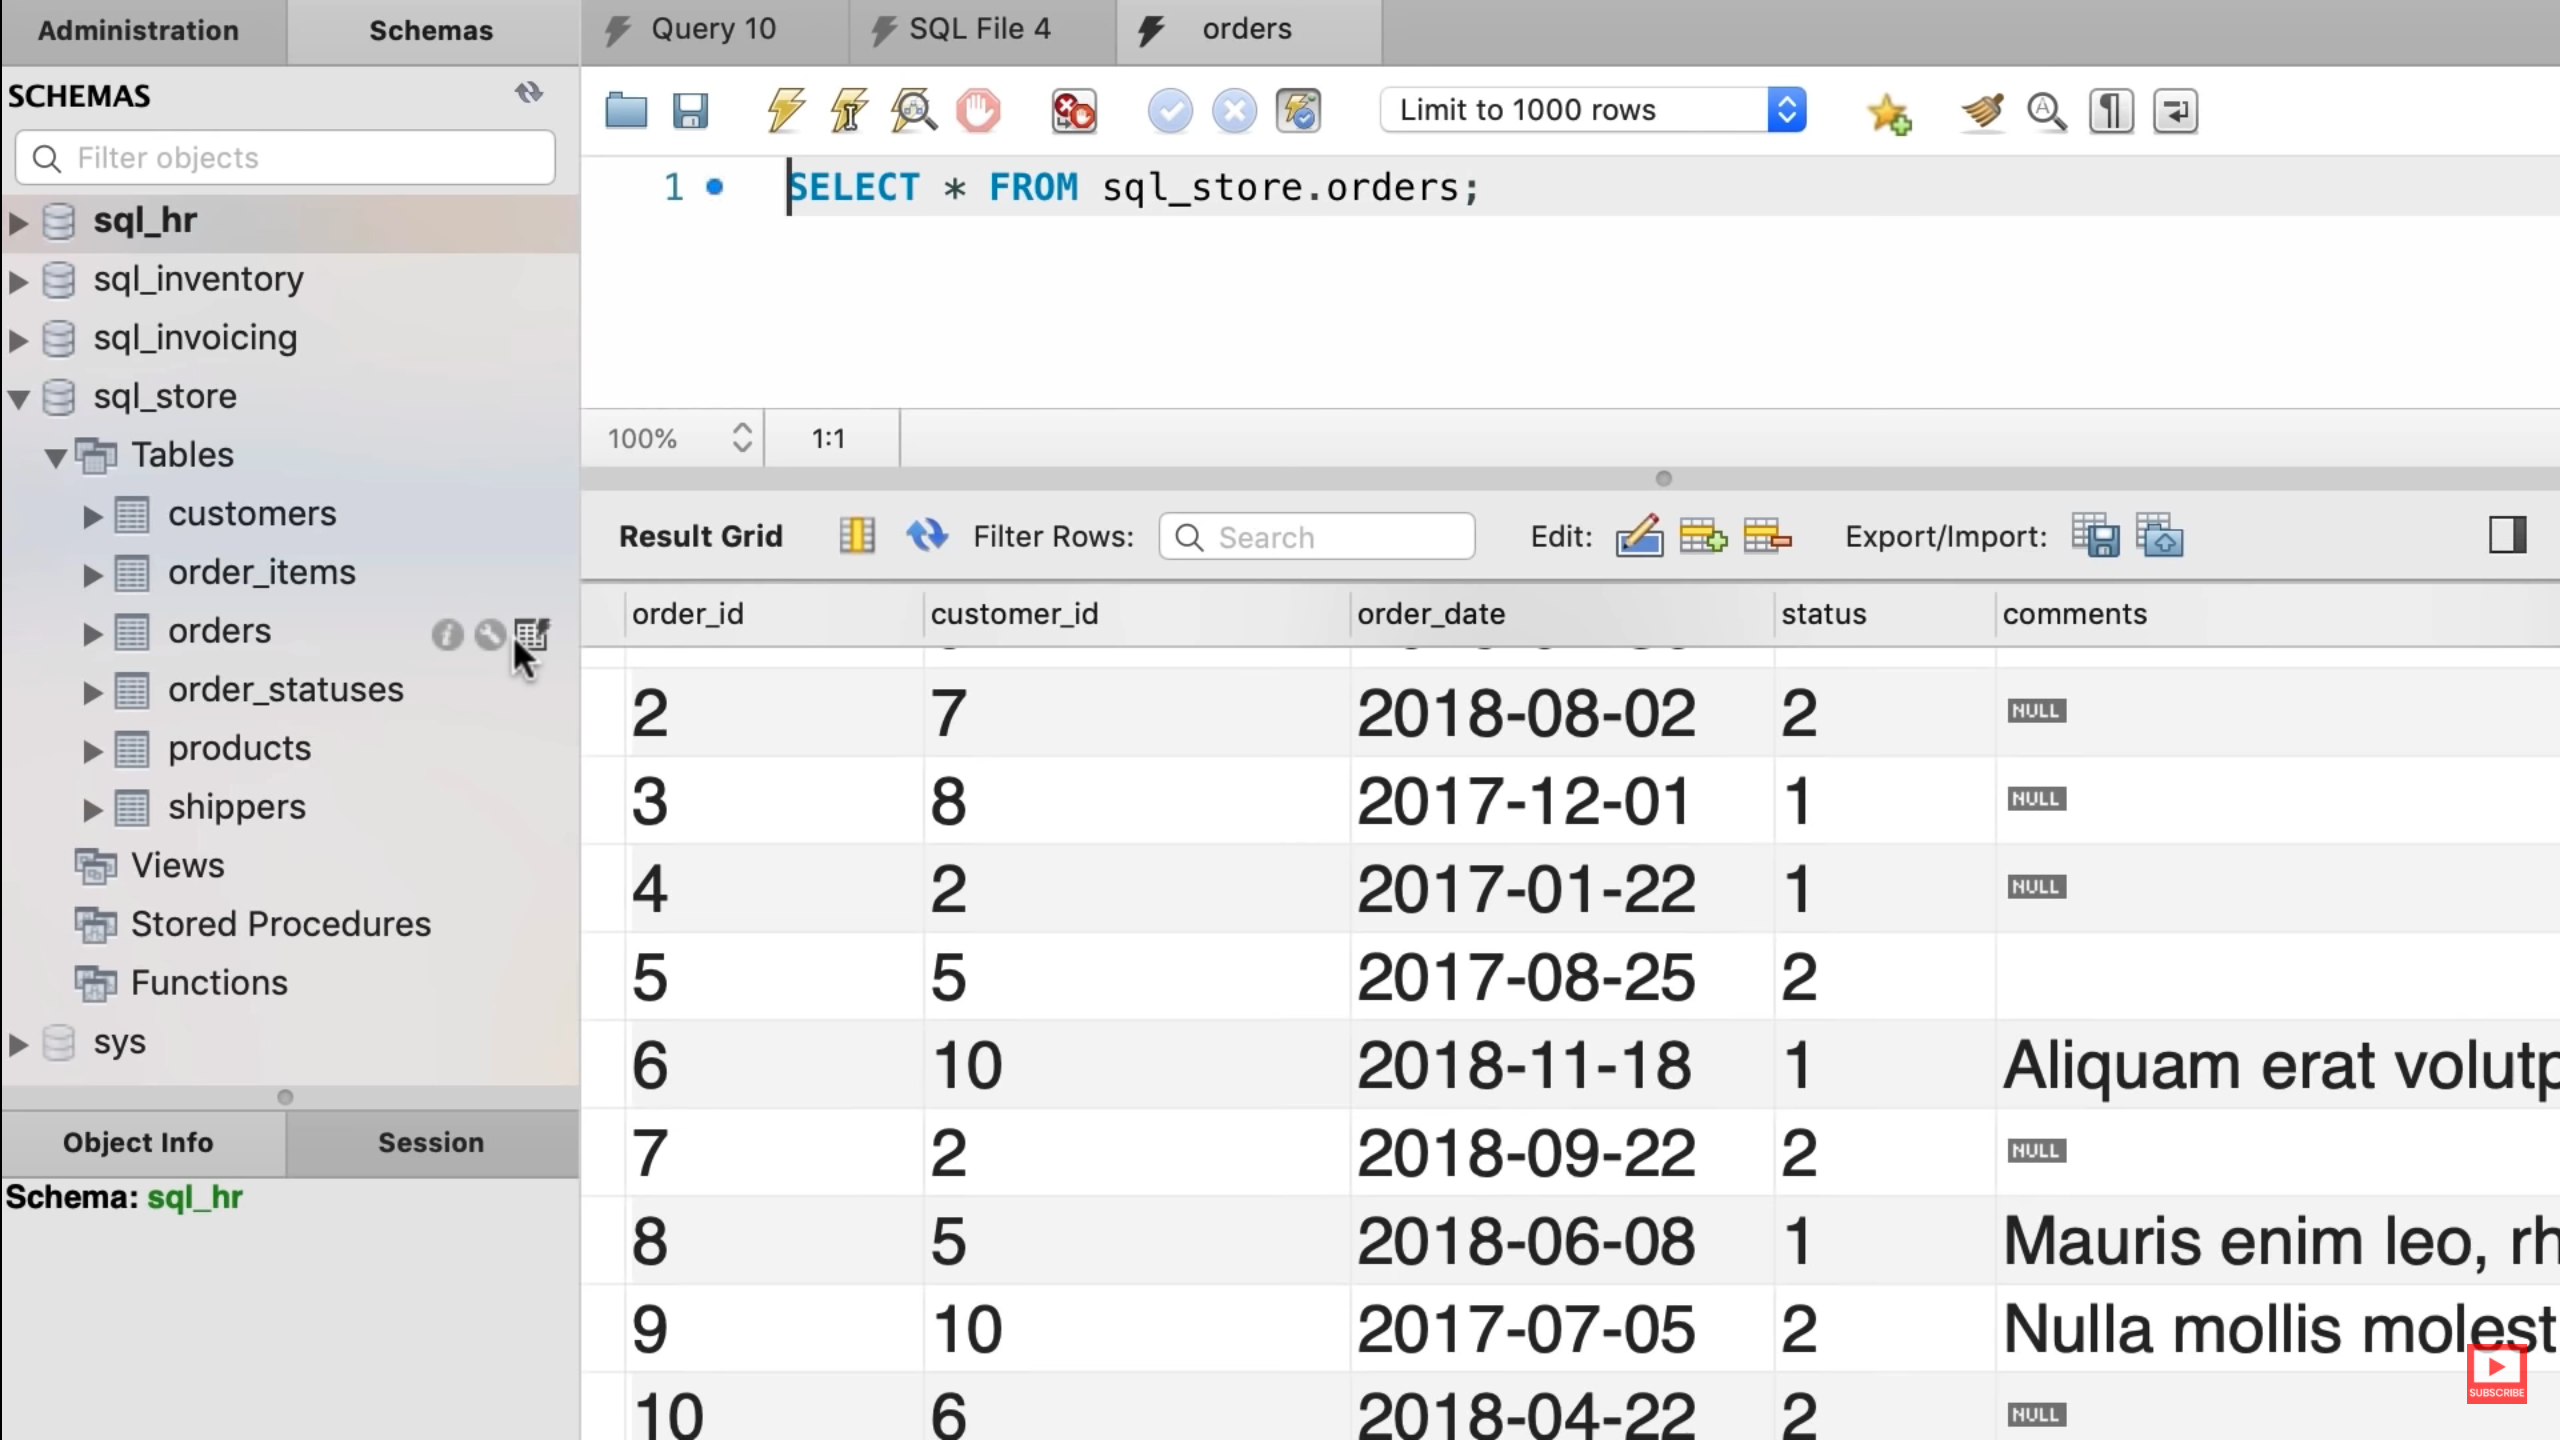 Administration Schemas Query 10 SQL File 4 orders
SCHEMAS
Filter objects
sql_hr
sql_inventory
sql_invoicing
sql_store
Tables
customers
order_items
orders
order_statuses
products
shippers
Views
Stored Procedures
Functions
sys
Object Info Session
Schema: sql_hr
Limit to 1000 rows
1 SELECT * FROM sql_store.orders;
100% 1:1
Result Grid Filter Rows: Search Edit: Export/Import:
order_id customer_id order_date status comments
2 7 2018-08-02 2 NULL
3 8 2017-12-01 1 NULL
4 2 2017-01-22 1 NULL
5 5 2017-08-25 2
6 10 2018-11-18 1 Aliquam erat volutp
7 2 2018-09-22 2 NULL
8 5 2018-06-08 1 Mauris enim leo, rh
9 10 2017-07-05 2 Nulla mollis molest
10 6 2018-04-22 2 NULL
SUBSCRIBE